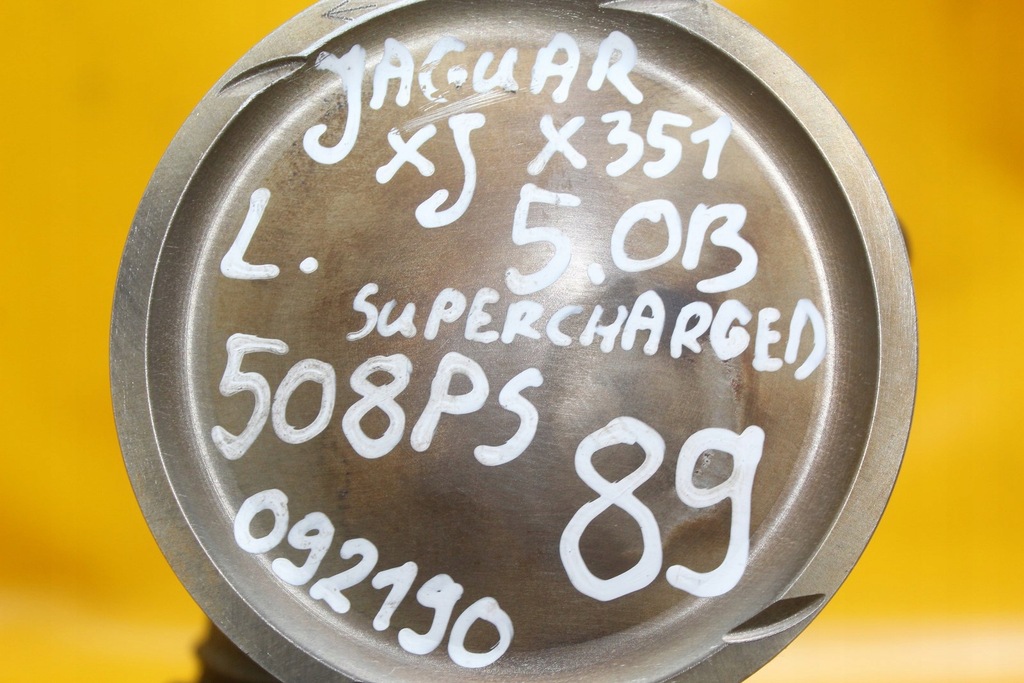 JAGUAR
XJ X351
L. 5.0B
SUPERCHARGED
508PS
89
092190